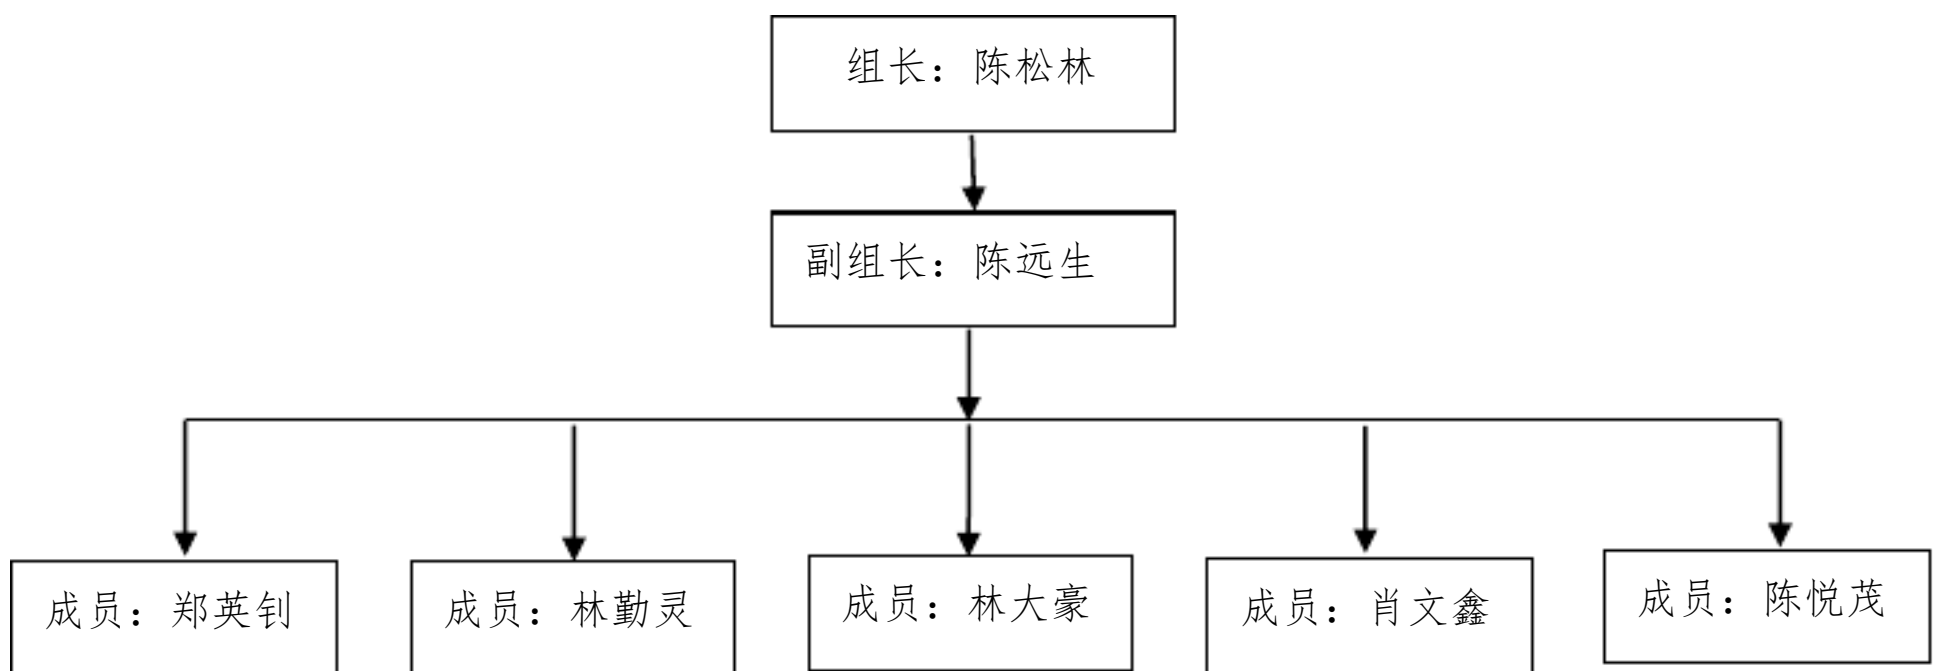 组长：陈松林
副组长：陈远生
成员：郑英钊
成员：林勤灵
成员：林大豪
成员：肖文鑫
成员：陈悦茂